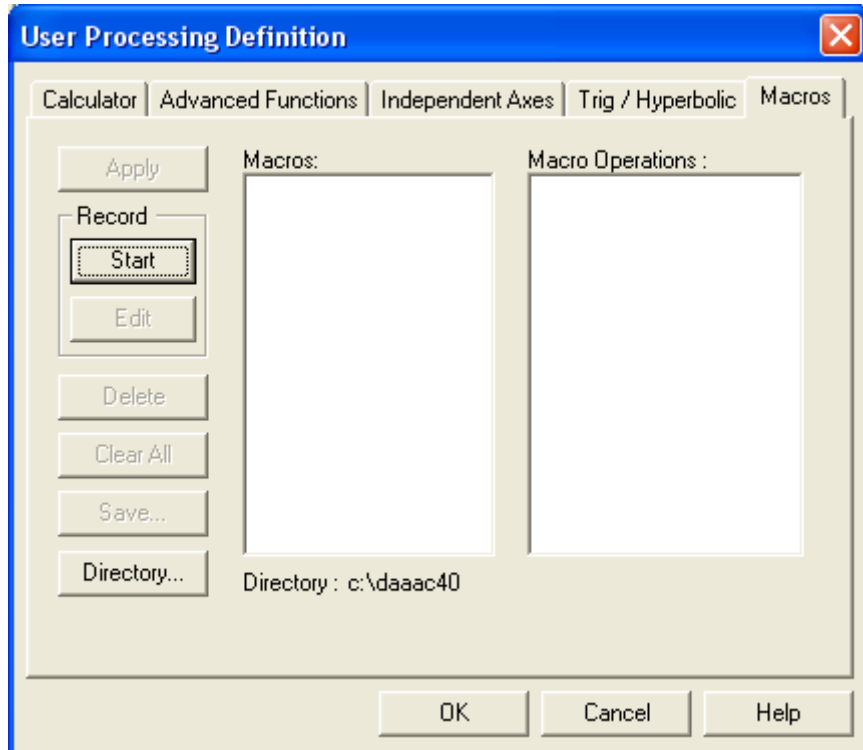 User Processing Definition
Calculator Advanced Functions Independent Axes Trig / Hyperbolic Macros
Apply
Macros:
Macro Operations :
Record
Start
Edit
Delete
Clear All
Save...
Directory...
Directory : c:\daaac40
OK Cancel Help